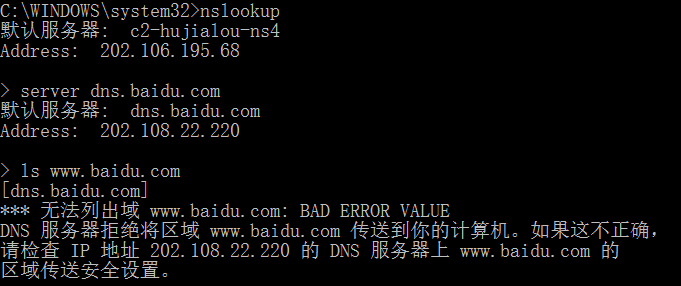 C:\WINDOWS\system32>nslookup
默认服务器:  c2-hujialou-ns4
Address:  202.106.195.68
> server dns.baidu.com
默认服务器:  dns.baidu.com
Address:  202.108.22.220
> ls www.baidu.com
[dns.baidu.com]
*** 无法列出域 www.baidu.com: BAD ERROR VALUE
DNS 服务器拒绝将区域 www.baidu.com 传送到你的计算机。如果这不正确，
请检查 IP 地址 202.108.22.220 的 DNS 服务器上 www.baidu.com 的
区域传送安全设置。